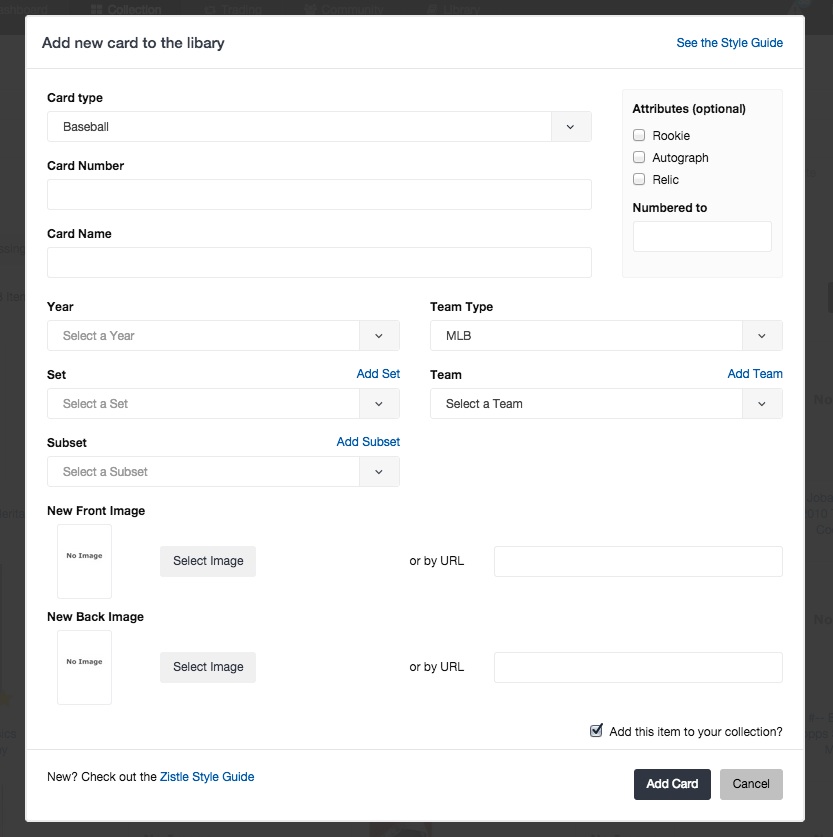 Collection
Trading
Community
Library
Add new card to the libary
See the Style Guide
Card type
Baseball
Attributes (optional)
Rookie
Autograph
Relic
Numbered to
Card Number
Card Name
Year
Select a Year
Team Type
MLB
Set
Add Set
Select a Set
Team
Add Team
Select a Team
Subset
Add Subset
Select a Subset
New Front Image
No Image
Select Image
or by URL
New Back Image
No Image
Select Image
or by URL
Add this item to your collection?
New? Check out the Zistle Style Guide
Add Card
Cancel